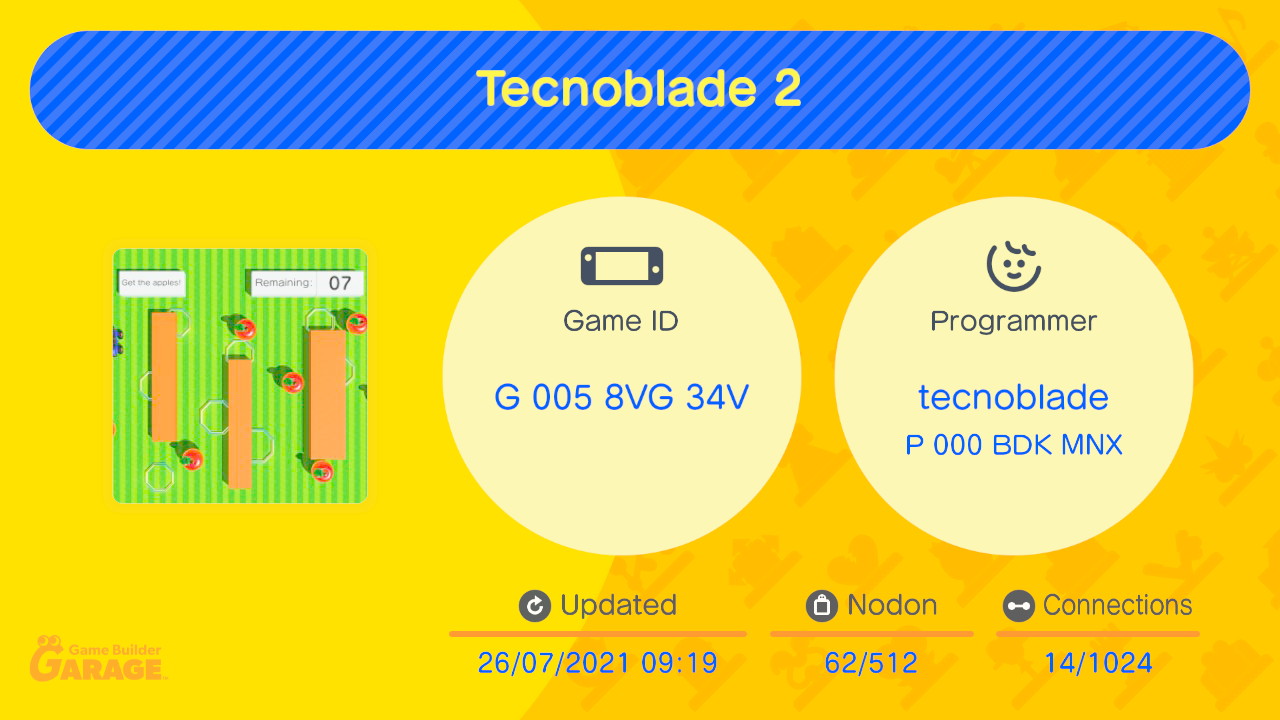 Tecnoblade 2
Get the apples!
Remaining: 07
Game ID
G 005 8VG 34V
Programmer
tecnoblade
P 000 BDK MNX
Updated
26/07/2021 09:19
Nodon
62/512
Connections
14/1024
Game Builder
GARAGE™